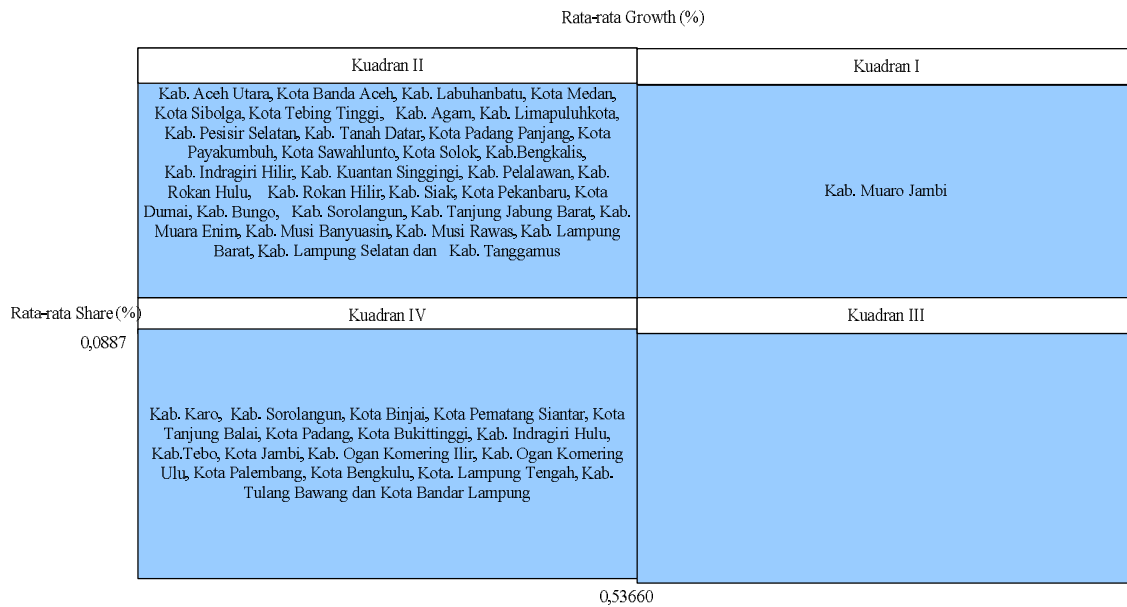 Rata-rata Growth (%)
Kuadran II
Kuadran I
Kab. Aceh Utara, Kota Banda Aceh, Kab. Labuhanbatu, Kota Medan,
Kota Sibolga, Kota Tebing Tinggi, Kab. Agam, Kab. Limapuluhkota,
Kab. Pesisir Selatan, Kab. Tanah Datar, Kota Padang Panjang, Kota
Payakumbuh, Kota Sawahlunto, Kota Solok, Kab.Bengkalis,
Kab. Indragiri Hilir, Kab. Kuantan Singgingi, Kab. Pelalawan, Kab.
Rokan Hulu, Kab. Rokan Hilir, Kab. Siak, Kota Pekanbaru, Kota
Dumai, Kab. Bungo, Kab. Sorolangun, Kab. Tanjung Jabung Barat, Kab.
Muara Enim, Kab. Musi Banyuasin, Kab. Musi Rawas, Kab. Lampung
Barat, Kab. Lampung Selatan dan Kab. Tanggamus
Kab. Muaro Jambi
Rata-rata Share (%)
0,0887
Kuadran IV
Kuadran III
Kab. Karo, Kab. Sorolangun, Kota Binjai, Kota Pematang Siantar, Kota
Tanjung Balai, Kota Padang, Kota Bukittinggi, Kab. Indragiri Hulu,
Kab.Tebo, Kota Jambi, Kab. Ogan Komering Ilir, Kab. Ogan Komering
Ulu, Kota Palembang, Kota Bengkulu, Kota. Lampung Tengah, Kab.
Tulang Bawang dan Kota Bandar Lampung
0,53660